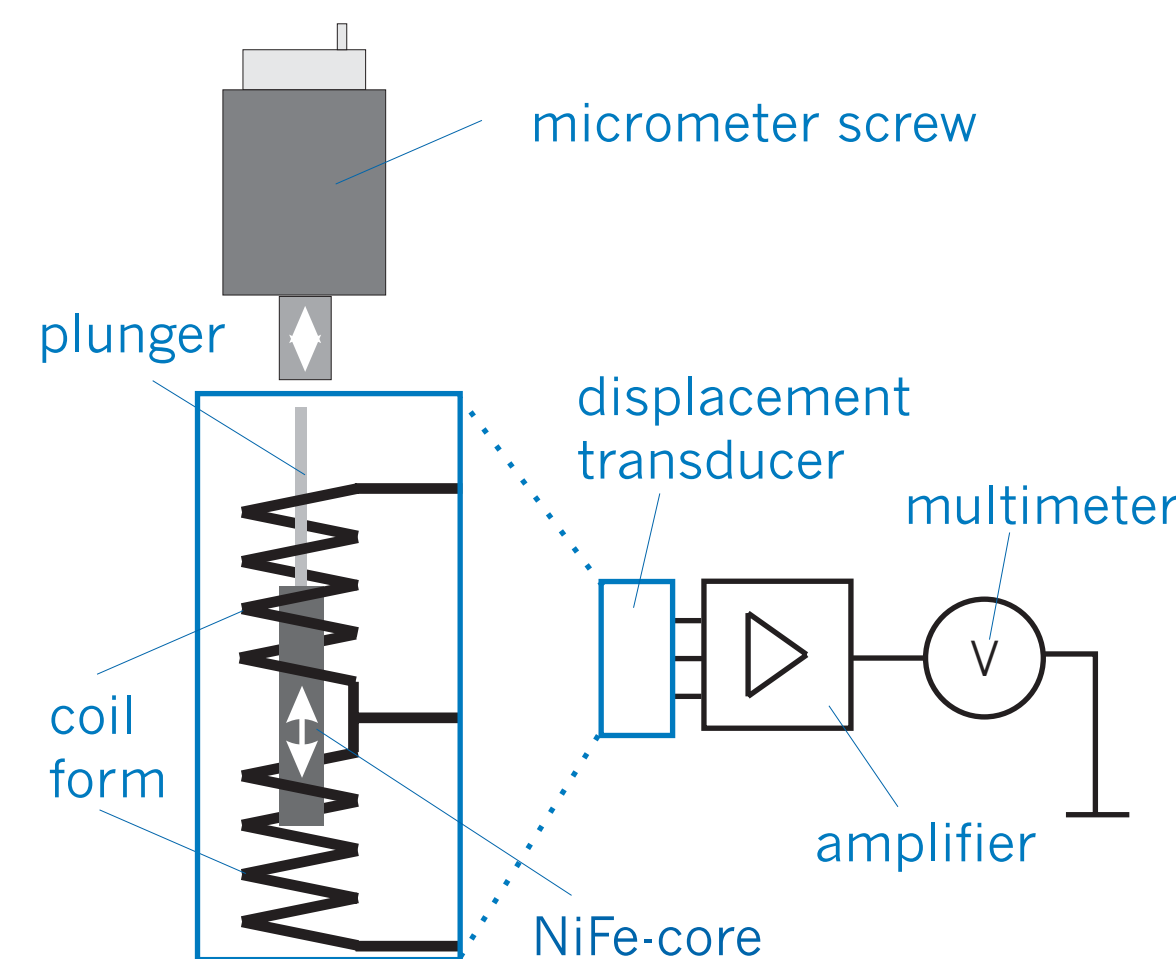 micrometer screw
plunger
displacement
transducer
multimeter
V
coil
form
amplifier
NiFe-core